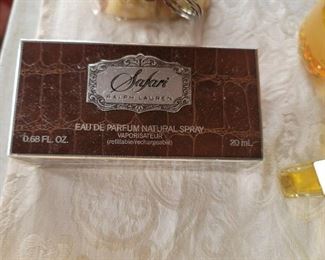 Safari
RALPH LAUREN
EAU DE PARFUM NATURAL SPRAY
VAPORISATEUR
(refillable/rechargeable)
0.68 FL. OZ. 20 mL